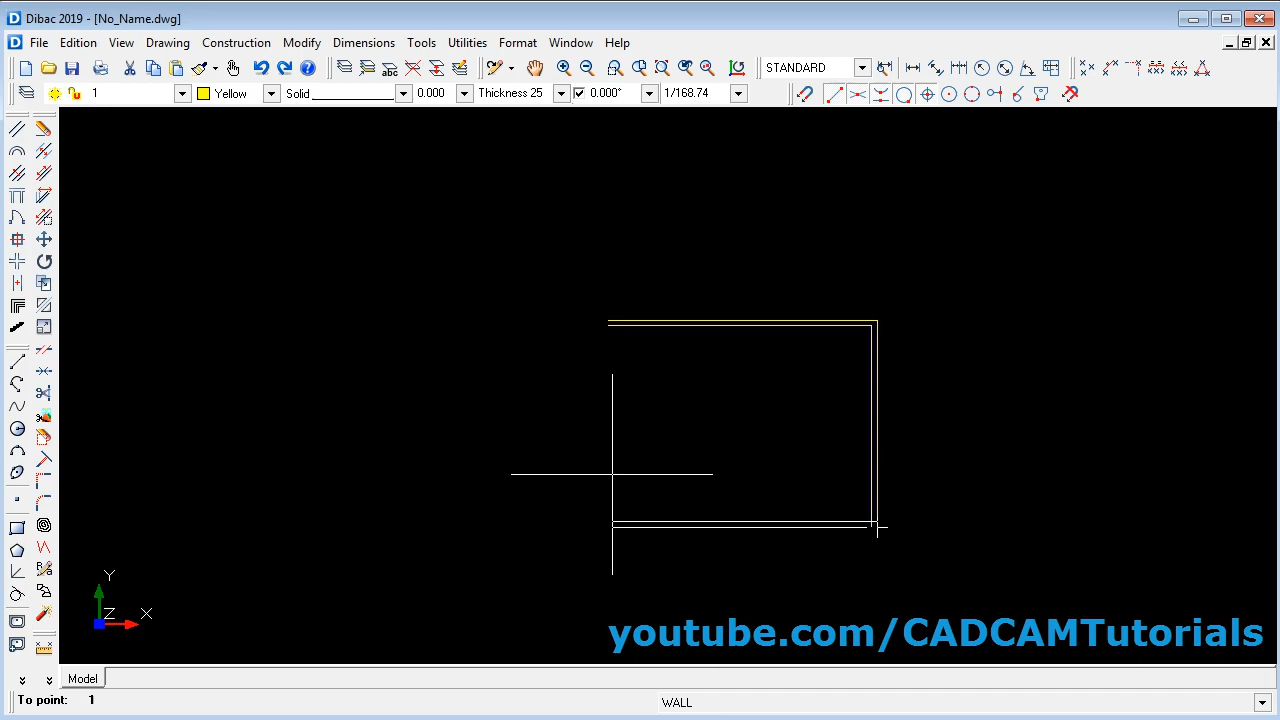 Dibac 2019 - [No_Name.dwg]
File Edition View Drawing Construction Modify Dimensions Tools Utilities Format Window Help
STANDARD
1 Yellow Solid 0.000 Thickness 25 0.000° 1/168.74
Y
Z X
youtube.com/CADCAMTutorials
Model
To point: 1 WALL